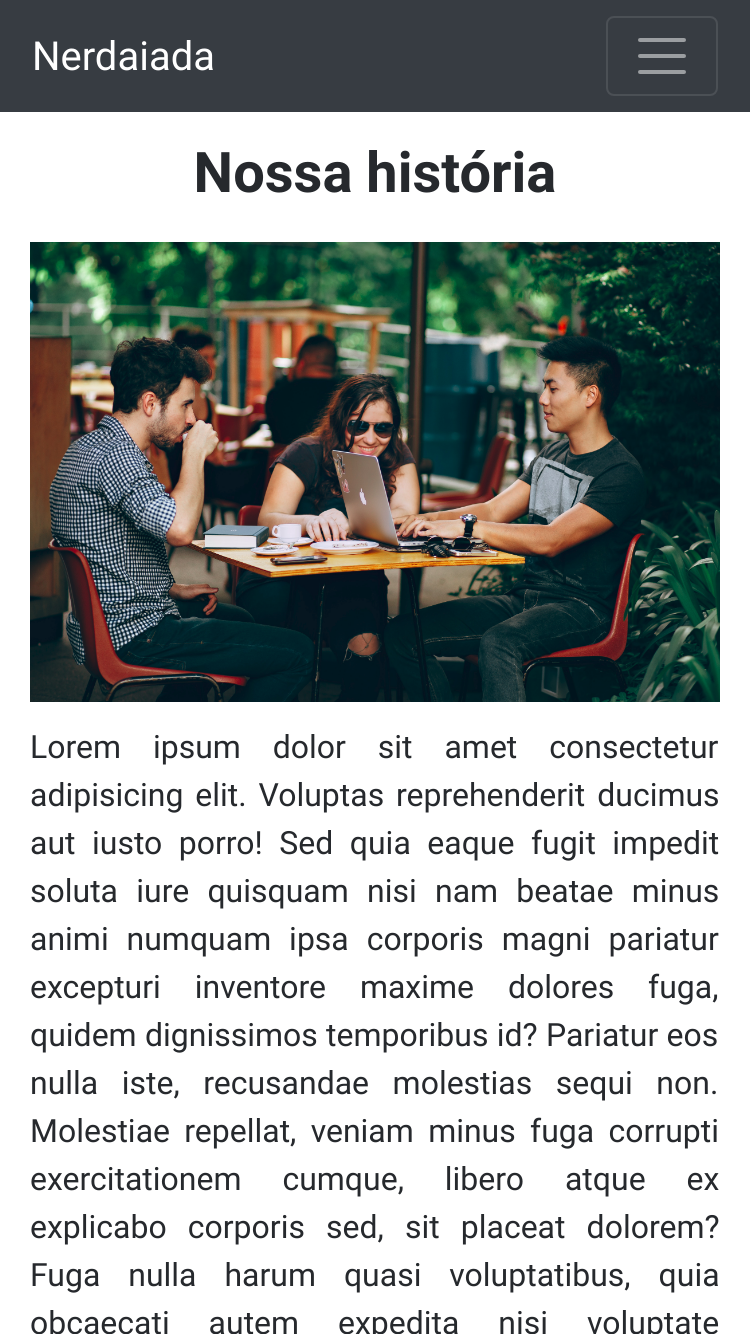 Nerdaiada
Nossa história
Lorem ipsum dolor sit amet consectetur
adipisicing elit. Voluptas reprehenderit ducimus
aut iusto porro! Sed quia eaque fugit impedit
soluta iure quisquam nisi nam beatae minus
animi numquam ipsa corporis magni pariatur
excepturi inventore maxime dolores fuga,
quidem dignissimos temporibus id? Pariatur eos
nulla iste, recusandae molestias sequi non.
Molestiae repellat, veniam minus fuga corrupti
exercitationem cumque, libero atque ex
explicabo corporis sed, sit placeat dolorem?
Fuga nulla harum quasi voluptatibus, quia
obcaecati autem expedita nisi voluptate